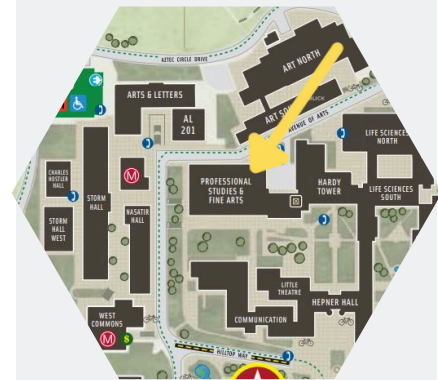 AZTEC CIRCLE DRIVE
ART NORTH
ARTS & LETTERS
AL
201
AVENUE OF ARTS
LIFE SCIENCES
NORTH
CHARLES
HOSTLER
HALL
STORM
HALL
M
PROFESSIONAL
STUDIES &
FINE ARTS
HARDY
TOWER
LIFE SCIENCES
SOUTH
STORM
HALL
WEST
NASATIR
HALL
LITTLE
THEATRE
HEPNER HALL
WEST
COMMONS
COMMUNICATION
M
$
HILLTOP WAY